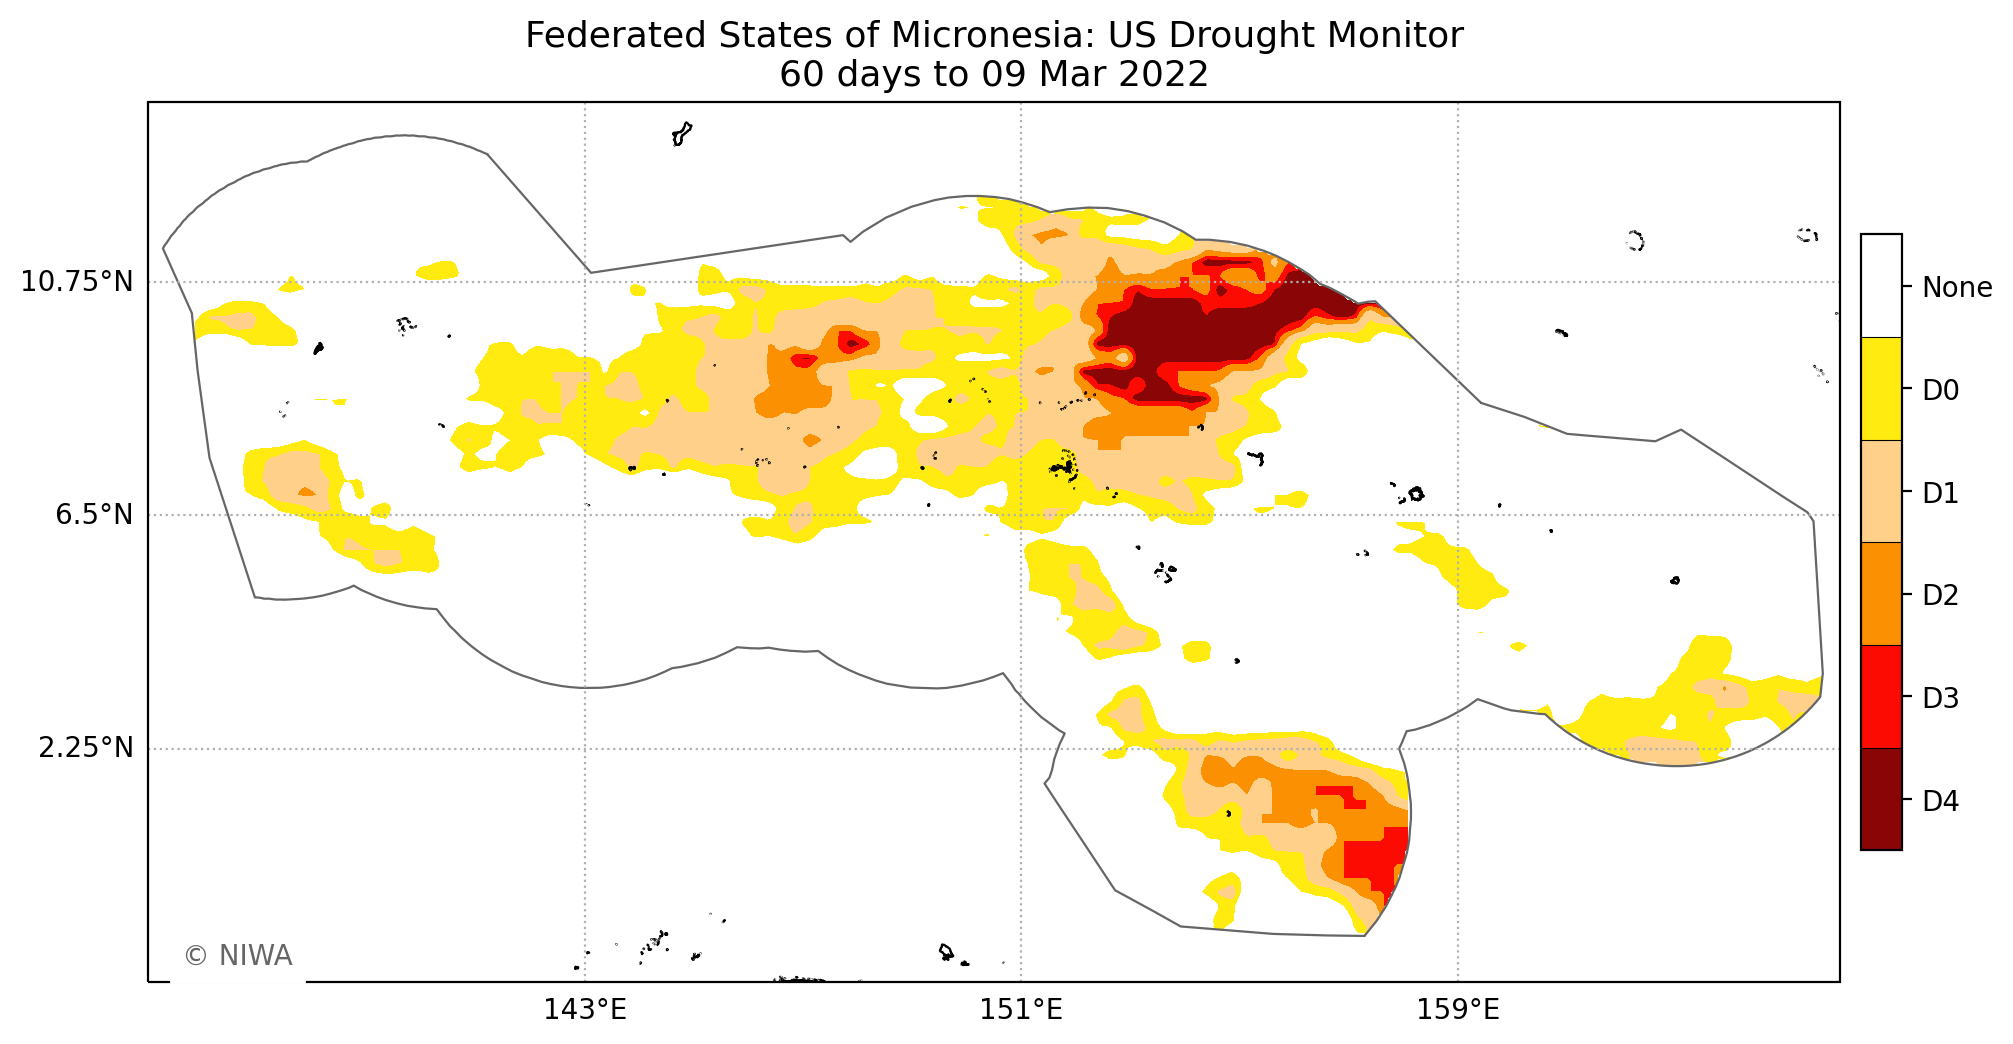 Federated States of Micronesia: US Drought Monitor
60 days to 09 Mar 2022
10.75°N
6.5°N
2.25°N
143°E
151°E
159°E
None
D0
D1
D2
D3
D4
© NIWA